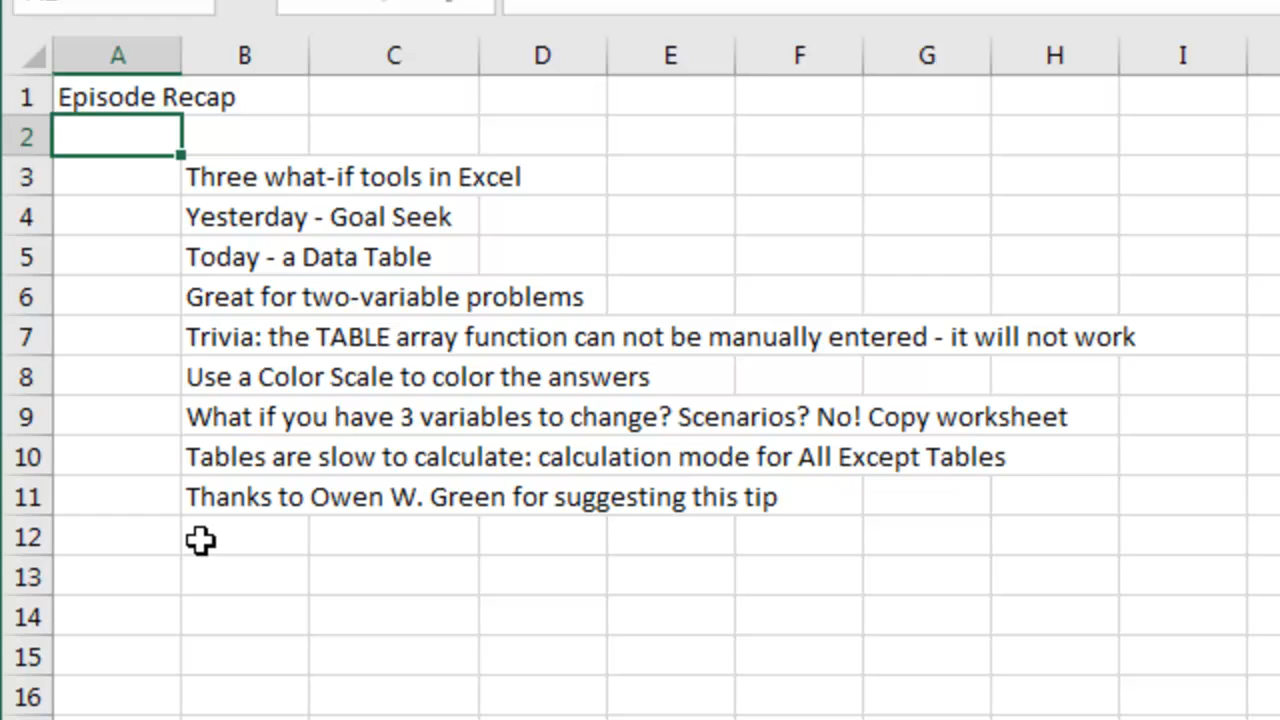 A B C D E F G H I
1 Episode Recap
2
3 Three what-if tools in Excel
4 Yesterday - Goal Seek
5 Today - a Data Table
6 Great for two-variable problems
7 Trivia: the TABLE array function can not be manually entered - it will not work
8 Use a Color Scale to color the answers
9 What if you have 3 variables to change? Scenarios? No! Copy worksheet
10 Tables are slow to calculate: calculation mode for All Except Tables
11 Thanks to Owen W. Green for suggesting this tip
12
13
14
15
16